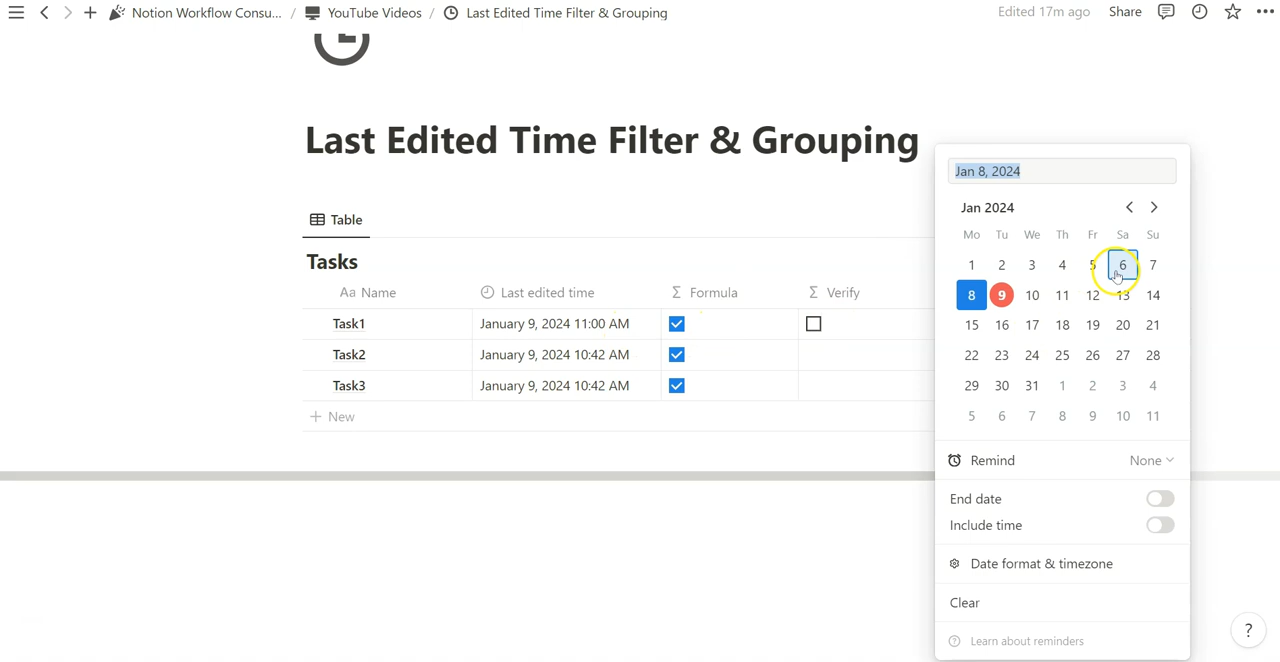 Notion Workflow Consu... / YouTube Videos / Last Edited Time Filter & Grouping
Edited 17m ago Share
Last Edited Time Filter & Grouping
Table
Tasks
Aa Name Last edited time Σ Formula Σ Verify
Task1 January 9, 2024 11:00 AM
Task2 January 9, 2024 10:42 AM
Task3 January 9, 2024 10:42 AM
+ New
Jan 8, 2024
Jan 2024
Mo Tu We Th Fr Sa Su
1 2 3 4 5 6 7
8 9 10 11 12 13 14
15 16 17 18 19 20 21
22 23 24 25 26 27 28
29 30 31 1 2 3 4
5 6 7 8 9 10 11
Remind None
End date
Include time
Date format & timezone
Clear
? Learn about reminders
?